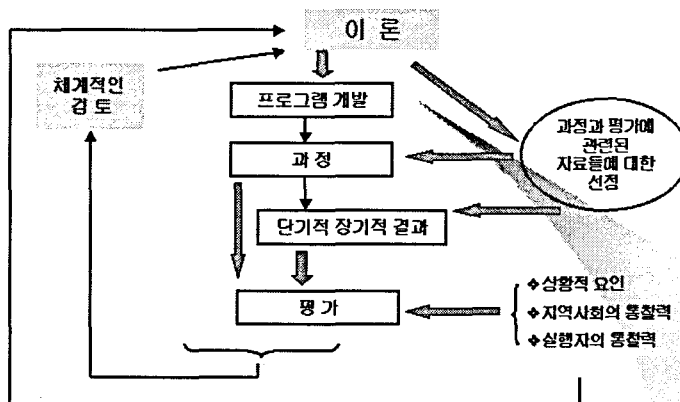 이 론
체계적인
검 토
프로그램 개발
과 정
과정과 평가에
관련된
자료들에 대한
선정
단기적 장기적 결과
평 가
❖상황적 요인
❖지역사회의 통찰력
❖실행자의 통찰력